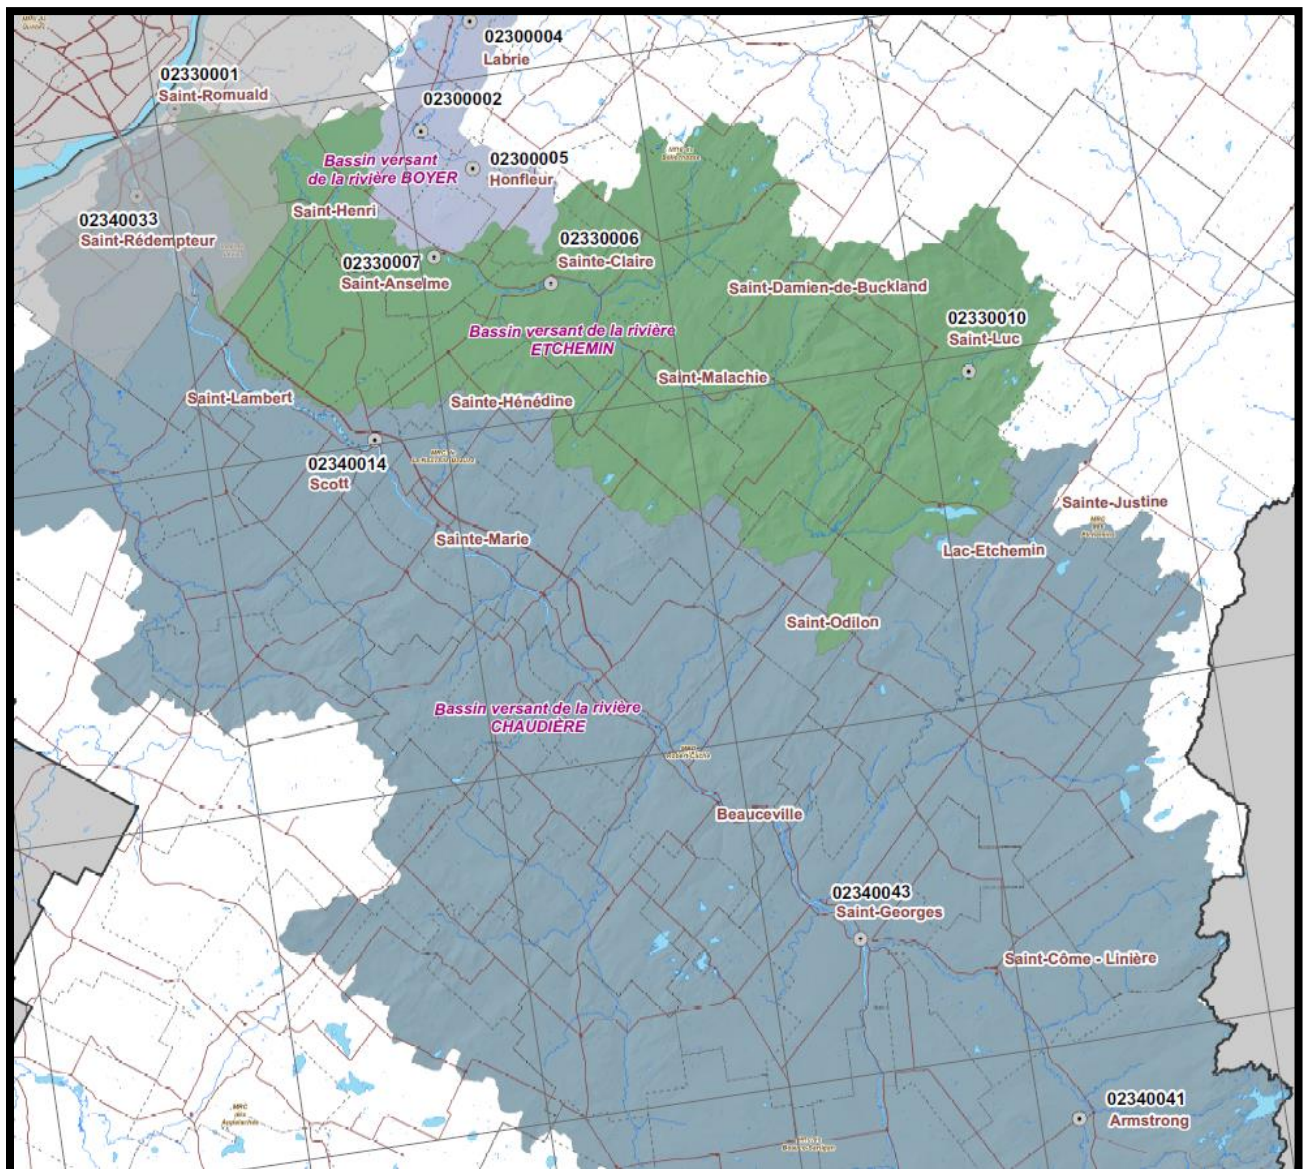 02300004
Labrie
02330001
Saint-Romuald
02300002
Bassin versant
de la rivière BOYER
02300005
Honfleur
02340033
Saint-Rédempteur
Saint-Henri
02330006
Sainte-Claire
02330007
Saint-Anselme
Saint-Damien-de-Buckland
02330010
Saint-Luc
Bassin versant de la rivière
ETCHEMIN
Saint-Malachie
Saint-Lambert
Sainte-Hénédine
02340014
Scott
Sainte-Justine
Sainte-Marie
Lac-Etchemin
Saint-Odilon
Bassin versant de la rivière
CHAUDIÈRE
Beauceville
02340043
Saint-Georges
Saint-Côme - Linière
02340041
Armstrong
MRC
des
Appalaches